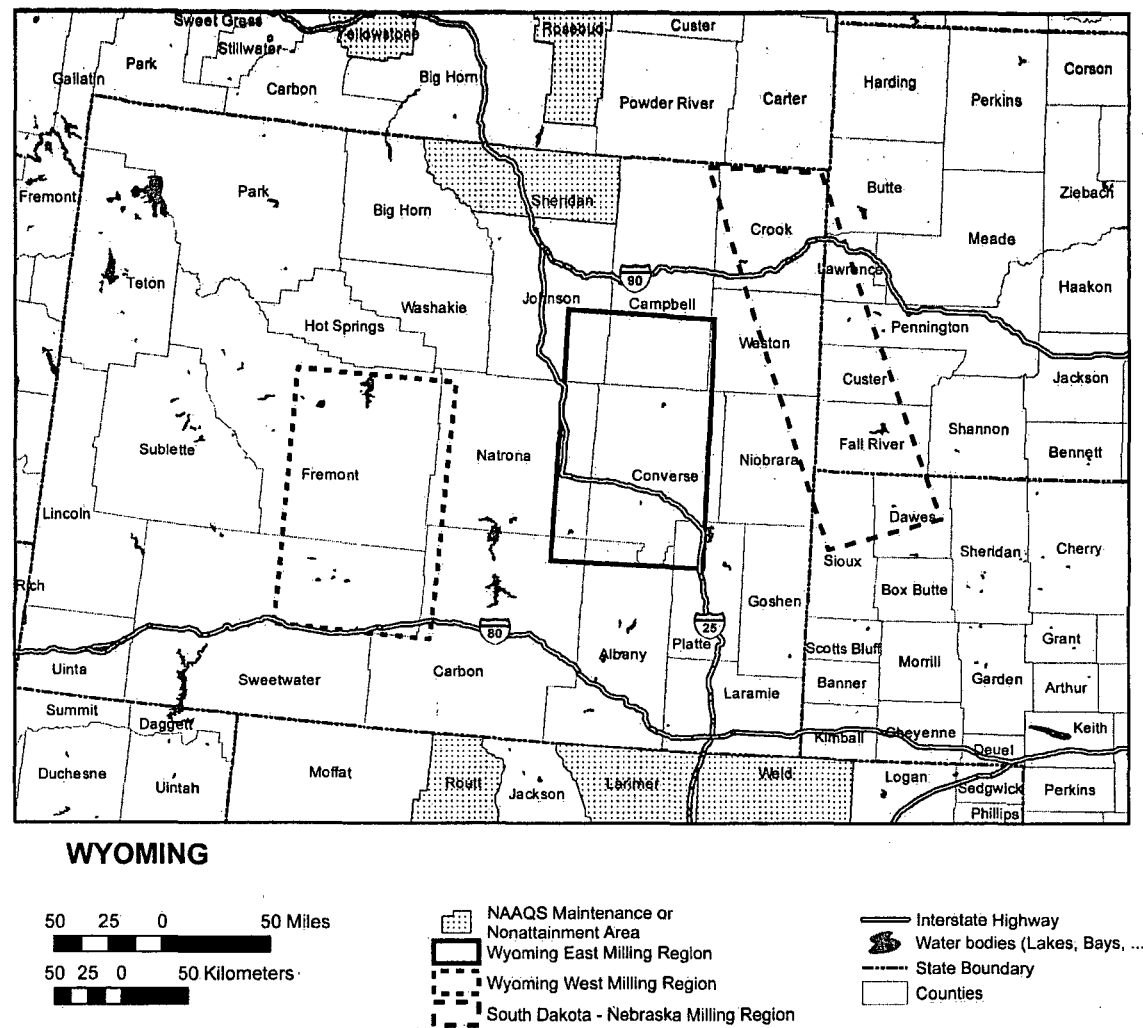 Sweet Grass
Yellowstone
Rosebud
Custer
Stillwater
Park
Gallatin
Carbon
Big Horn
Powder River
Carter
Harding
Perkins
Corson
Fremont
Park
Big Horn
Sheridan
Crook
Butte
Ziebach
Meade
Teton
Lawrence
Haakon
90
Johnson
Campbell
Washakie
Hot Springs
Pennington
Weston
Custer
Jackson
Sublette
Fremont
Natrona
Converse
Niobrara
Fall River
Shannon
Bennett
Lincoln
Dawes
Sioux
Sheridan
Cherry
Rich
Box Butte
Goshen
80
25
Albany
Platte
Scotts Bluff
Morrill
Grant
Uinta
Sweetwater
Carbon
Laramie
Banner
Garden
Arthur
Summit
Daggett
Kimball
Cheyenne
Deuel
Keith
Duchesne
Uintah
Moffat
Routt
Jackson
Larimer
Weld
Logan
Sedgwick
Perkins
Phillips
WYOMING
50 25 0 50 Miles
50 25 0 50 Kilometers
NAAQS Maintenance or
Nonattainment Area
Wyoming East Milling Region
Wyoming West Milling Region
South Dakota - Nebraska Milling Region
Interstate Highway
Water bodies (Lakes, Bays, ...
State Boundary
Counties